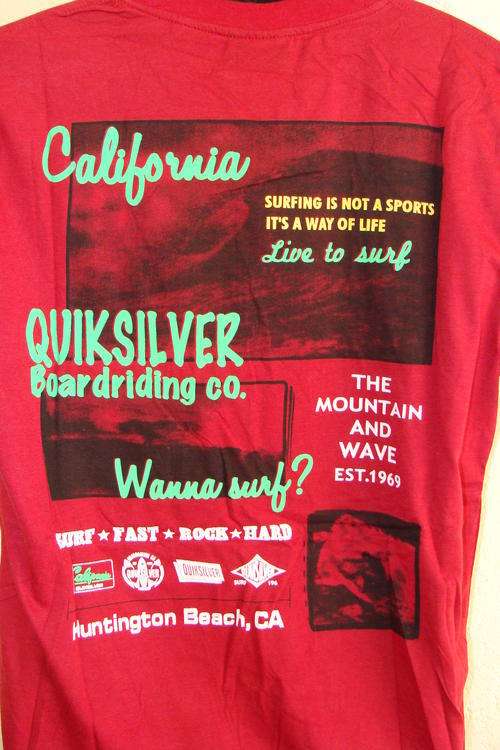 California
SURFING IS NOT A SPORTS
IT'S A WAY OF LIFE
Live to surf
QUIKSILVER
Boardriding co.
THE
MOUNTAIN
AND
WAVE
EST.1969
Wanna surf?
SURF ★ FAST ★ ROCK ★ HARD
QUIKSILVER
Huntington Beach, CA